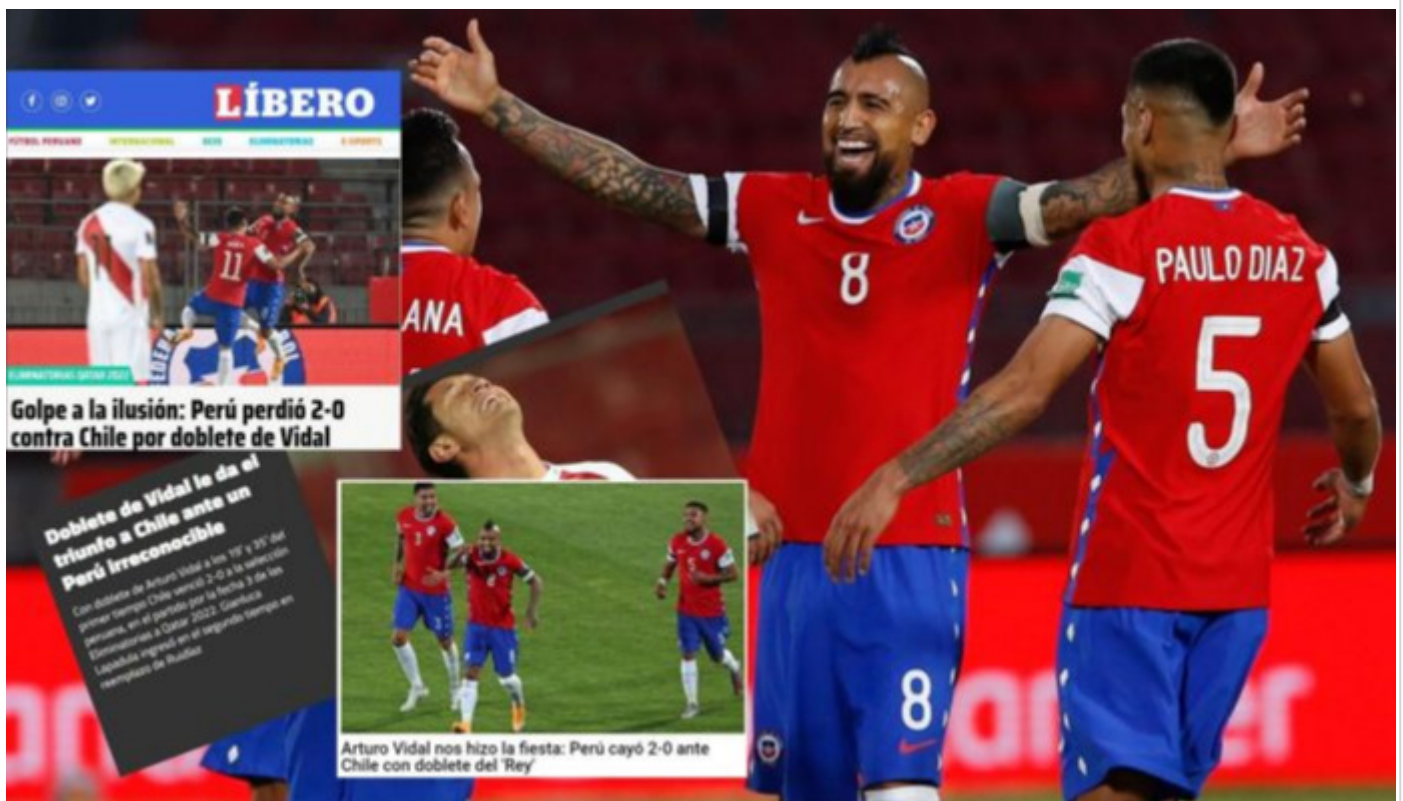 LÍBERO
FÚTBOL PERUANO INTERNACIONAL OCIO ELIMINATORIAS E-SPORTS
11
ELIMINATORIAS QATAR 2022
Golpe a la ilusión: Perú perdió 2-0
contra Chile por doblete de Vidal
ANA
8
PAULO DIAZ
5
8
Doblete de Vidal le da el
triunfo a Chile ante un
Perú irreconocible
Con doblete de Arturo Vidal a los 19' y 35' del
primer tiempo Chile venció 2-0 a la selección
peruana, en el partido por la fecha 3 de las
Eliminatorias a Qatar 2022. Gianluca
Lapadula ingresó en el segundo tiempo en
reemplazo de Ruidíaz
Arturo Vidal nos hizo la fiesta: Perú cayó 2-0 ante
Chile con doblete del 'Rey'